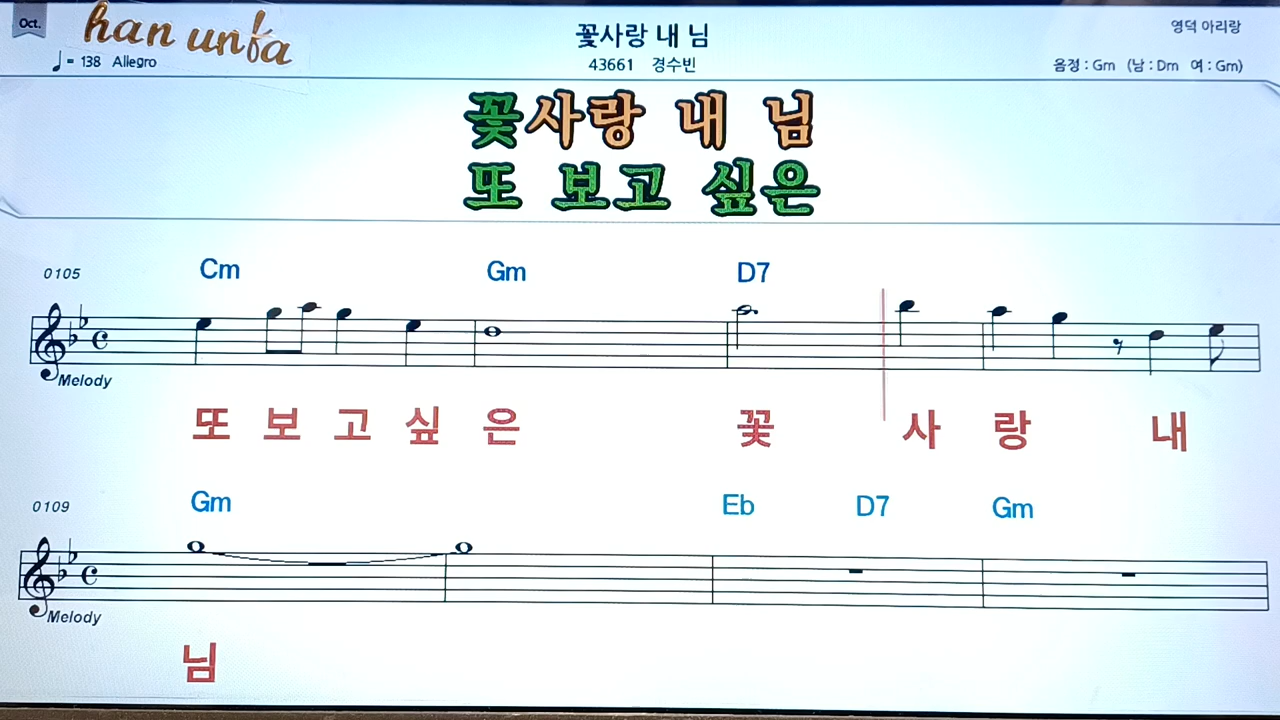 Oct.
han unfa
꽃사랑 내 님
영덕 아리랑
♩= 138 Allegro
43661 경수빈
음정 : Gm (남 : Dm 여 : Gm)
꽃사랑 내 님
또 보고 싶은
0105 Cm Gm D7
Melody
또 보 고 싶 은 꽃 사 랑 내
0109 Gm Eb D7 Gm
Melody
님